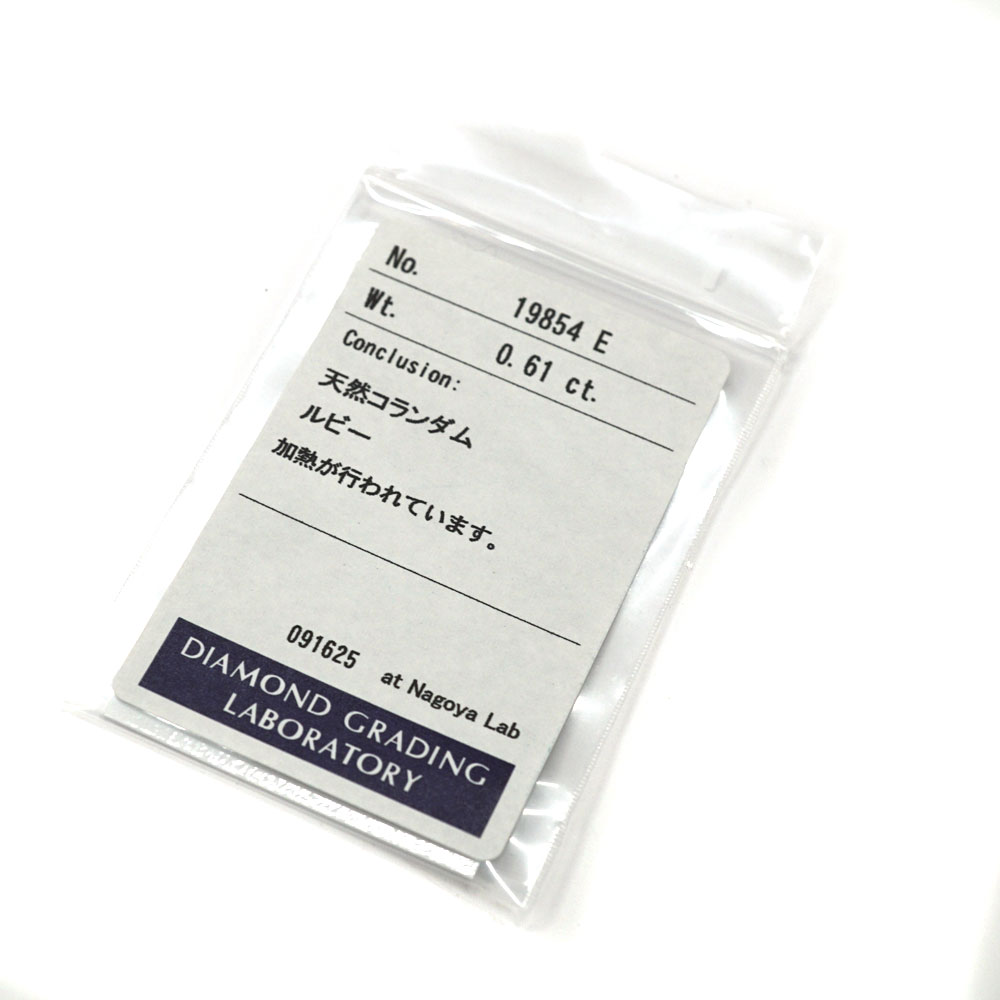 No. 19854 E
Wt. 0.61 ct.
Conclusion:
天然コランダム
ルビー
加熱が行われています。
091625 at Nagoya Lab
DIAMOND GRADING
LABORATORY